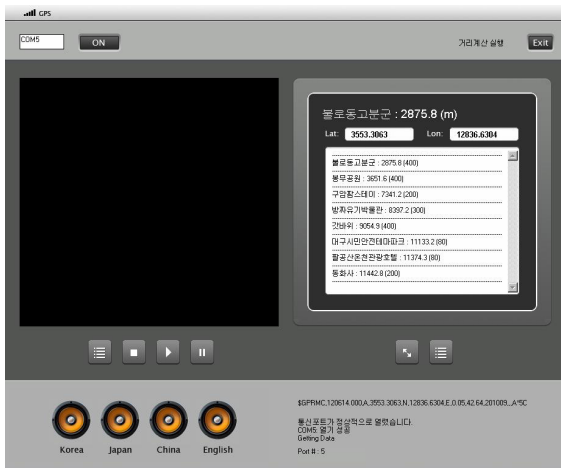 GPS
COM5
ON
거리계산 실행
Exit
불로동고분군 : 2875.8 (m)
Lat: 3553.3063 Lon: 12836.6304
불로동고분군 : 2875.8 (400)
봉무공원 : 3651.6 (400)
구암팜스테이 : 7341.2 (200)
방짜유기박물관 : 8397.2 (300)
갓바위 : 9054.9 (400)
대구시민안전테마파크 : 11133.2 (80)
팔공산온천관광호텔 : 11374.3 (80)
동화사 : 11442.8 (200)
Korea Japan China English
$GPRMC,120614.000,A,3553.3063,N,12836.6304,E,0.05,42.64,201009,,,A*5C
통신포트가 정상적으로 열렸습니다.
COM5: 열기 성공
Getting Data
Port # : 5